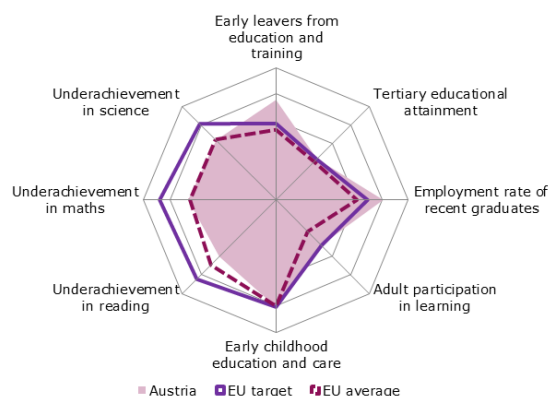 Early leavers from
education and
training
Underachievement
in science
Tertiary educational
attainment
Underachievement
in maths
Employment rate of
recent graduates
Underachievement
in reading
Adult participation
in learning
Early childhood
education and care
Austria EU target EU average